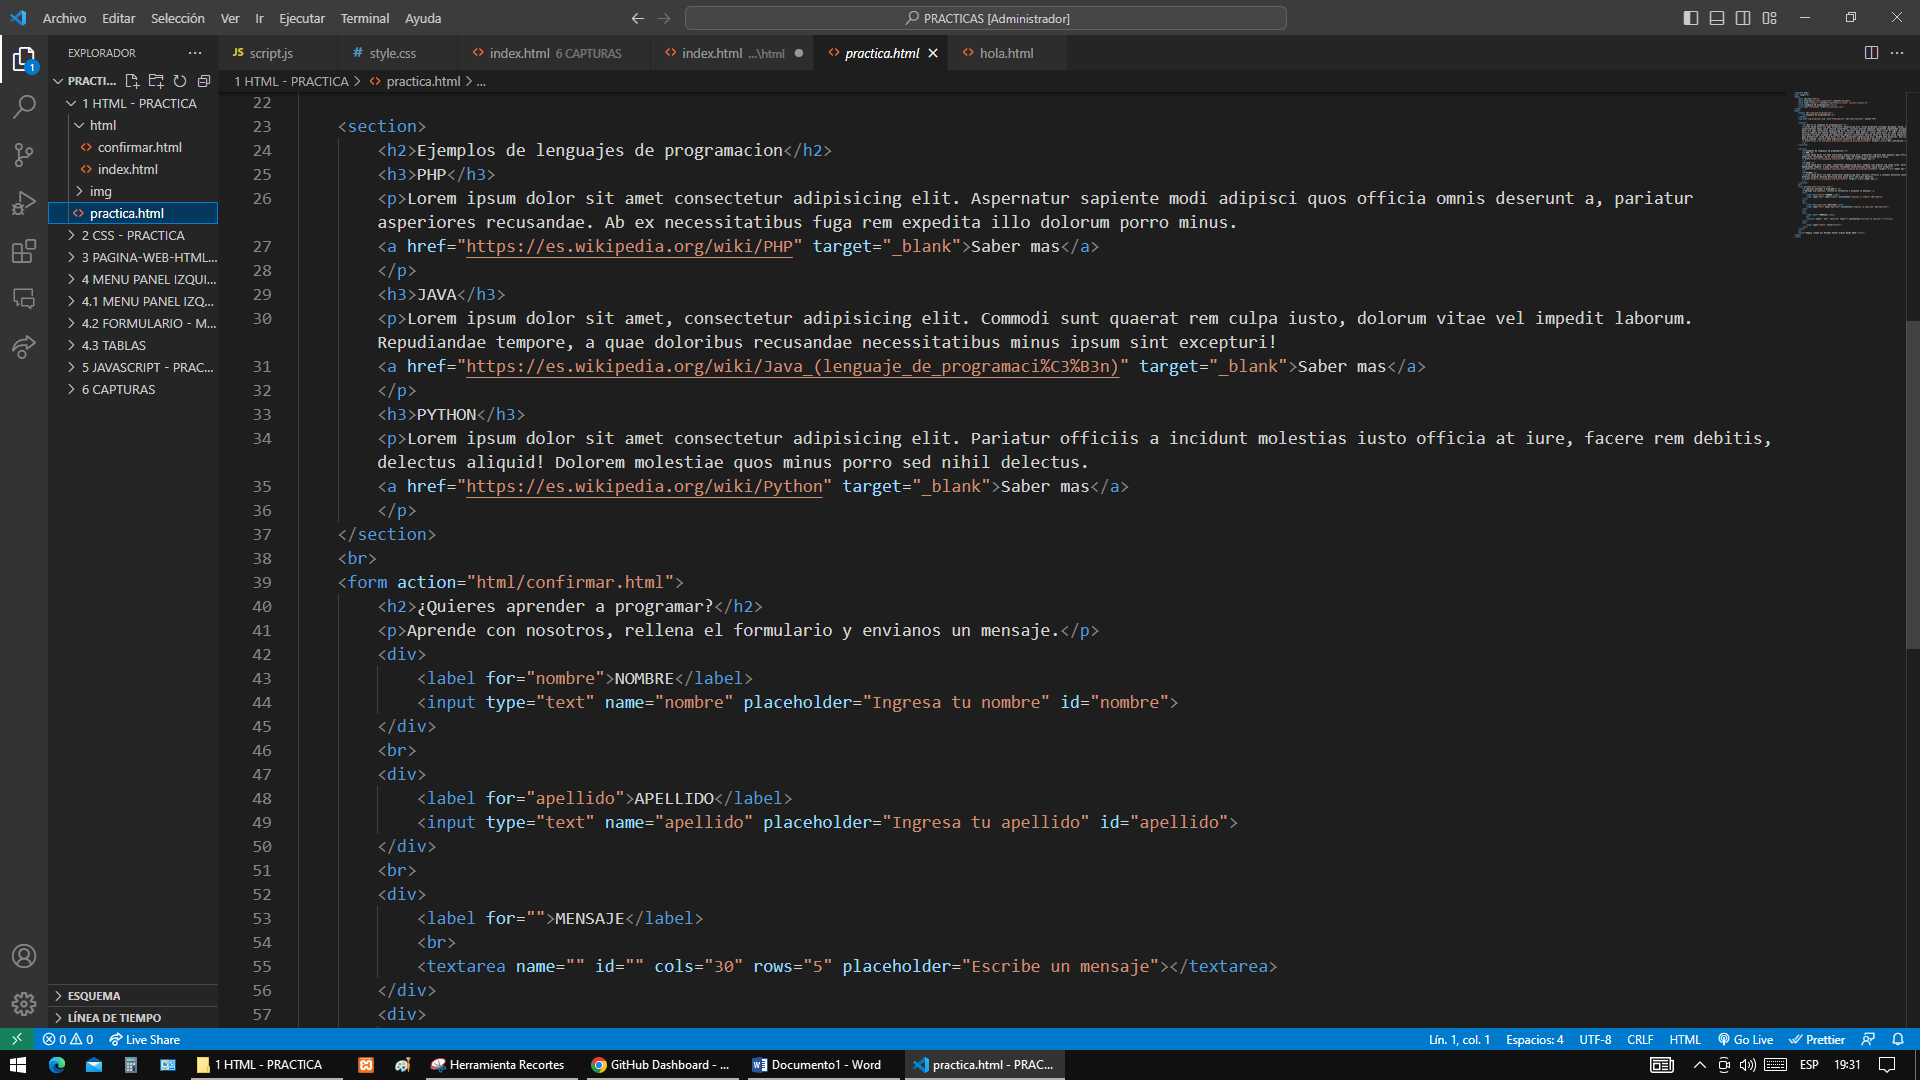 Archivo Editar Selección Ver Ir Ejecutar Terminal Ayuda
PRACTICAS [Administrador]
EXPLORADOR
script.js
style.css
index.html 6 CAPTURAS
index.html ...\html
practica.html
hola.html
1 HTML - PRACTICA > practica.html > ...
1
PRACTI...
1 HTML - PRACTICA
html
confirmar.html
index.html
img
practica.html
2 CSS - PRACTICA
3 PAGINA-WEB-HTML...
4 MENU PANEL IZQUI...
4.1 MENU PANEL IZQ...
4.2 FORMULARIO - M...
4.3 TABLAS
5 JAVASCRIPT - PRAC...
6 CAPTURAS
ESQUEMA
LÍNEA DE TIEMPO
22
23 <section>
24 <h2>Ejemplos de lenguajes de programacion</h2>
25 <h3>PHP</h3>
26 <p>Lorem ipsum dolor sit amet consectetur adipisicing elit. Aspernatur sapiente modi adipisci quos officia omnis deserunt a, pariatur
asperiores recusandae. Ab ex necessitatibus fuga rem expedita illo dolorum porro minus.
27 <a href="https://es.wikipedia.org/wiki/PHP" target="_blank">Saber mas</a>
28 </p>
29 <h3>JAVA</h3>
30 <p>Lorem ipsum dolor sit amet, consectetur adipisicing elit. Commodi sunt quaerat rem culpa iusto, dolorum vitae vel impedit laborum.
Repudiandae tempore, a quae doloribus recusandae necessitatibus minus ipsum sint excepturi!
31 <a href="https://es.wikipedia.org/wiki/Java_(lenguaje_de_programaci%C3%B3n)" target="_blank">Saber mas</a>
32 </p>
33 <h3>PYTHON</h3>
34 <p>Lorem ipsum dolor sit amet consectetur adipisicing elit. Pariatur officiis a incidunt molestias iusto officia at iure, facere rem debitis,
delectus aliquid! Dolorem molestiae quos minus porro sed nihil delectus.
35 <a href="https://es.wikipedia.org/wiki/Python" target="_blank">Saber mas</a>
36 </p>
37 </section>
38 <br>
39 <form action="html/confirmar.html">
40 <h2>¿Quieres aprender a programar?</h2>
41 <p>Aprende con nosotros, rellena el formulario y envianos un mensaje.</p>
42 <div>
43 <label for="nombre">NOMBRE</label>
44 <input type="text" name="nombre" placeholder="Ingresa tu nombre" id="nombre">
45 </div>
46 <br>
47 <div>
48 <label for="apellido">APELLIDO</label>
49 <input type="text" name="apellido" placeholder="Ingresa tu apellido" id="apellido">
50 </div>
51 <br>
52 <div>
53 <label for="">MENSAJE</label>
54 <br>
55 <textarea name="" id="" cols="30" rows="5" placeholder="Escribe un mensaje"></textarea>
56 </div>
57 <div>
0 0 Live Share
Lín. 1, col. 1 Espacios: 4 UTF-8 CRLF HTML Go Live Prettier
1 HTML - PRACTICA
Herramienta Recortes
GitHub Dashboard - ...
Documento1 - Word
practica.html - PRAC...
ESP 19:31